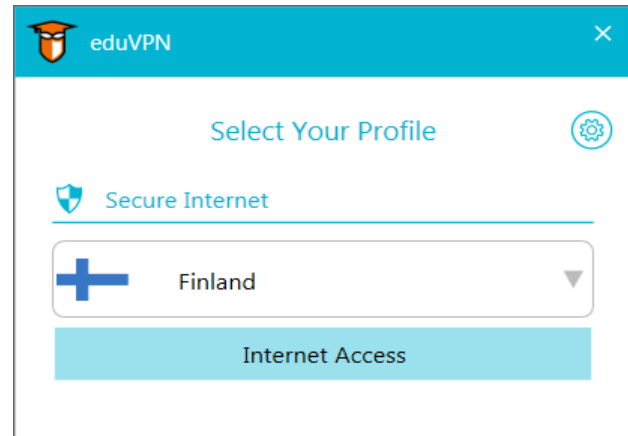 eduVPN
Select Your Profile
Secure Internet
Finland
Internet Access